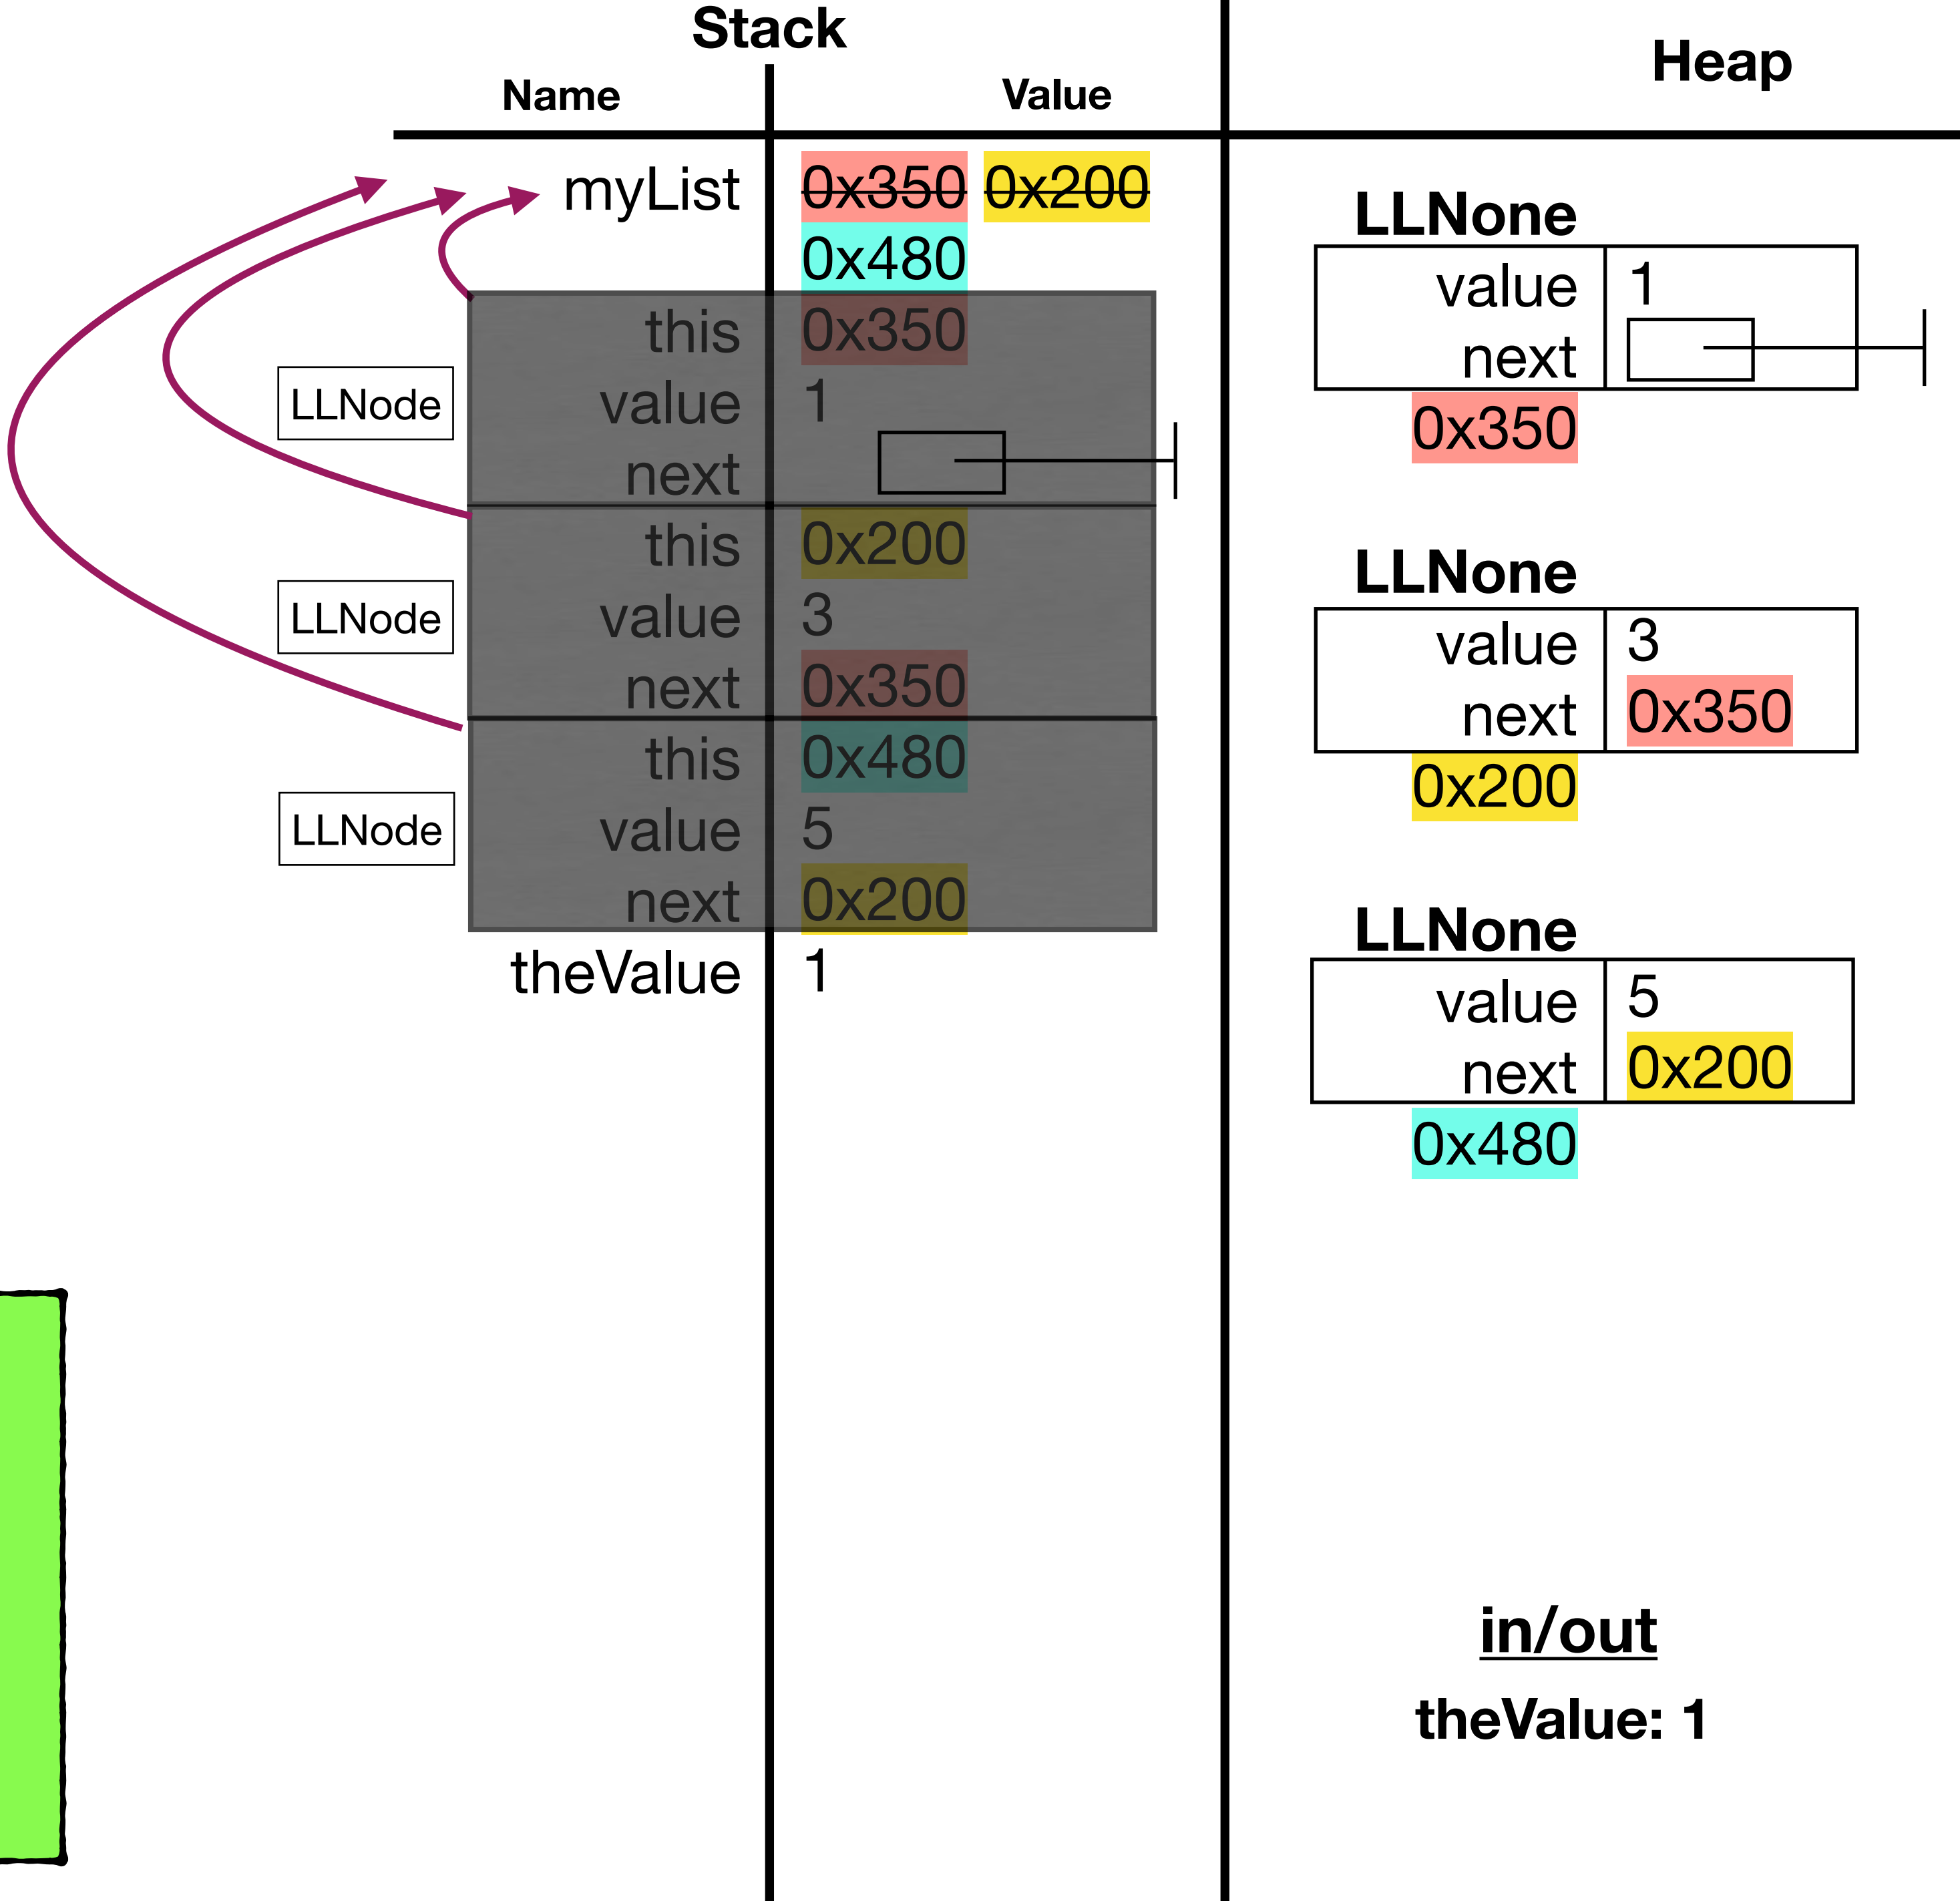 Stack
Name Value
myList 0x350 0x200
0x480
this 0x350
value 1
next
this 0x200
value 3
next 0x350
this 0x480
value 5
next 0x200
theValue 1
LLNode
LLNode
LLNode
Heap
LLNone
value 1
next
0x350
LLNone
value 3
next 0x350
0x200
LLNone
value 5
next 0x200
0x480
in/out
theValue: 1